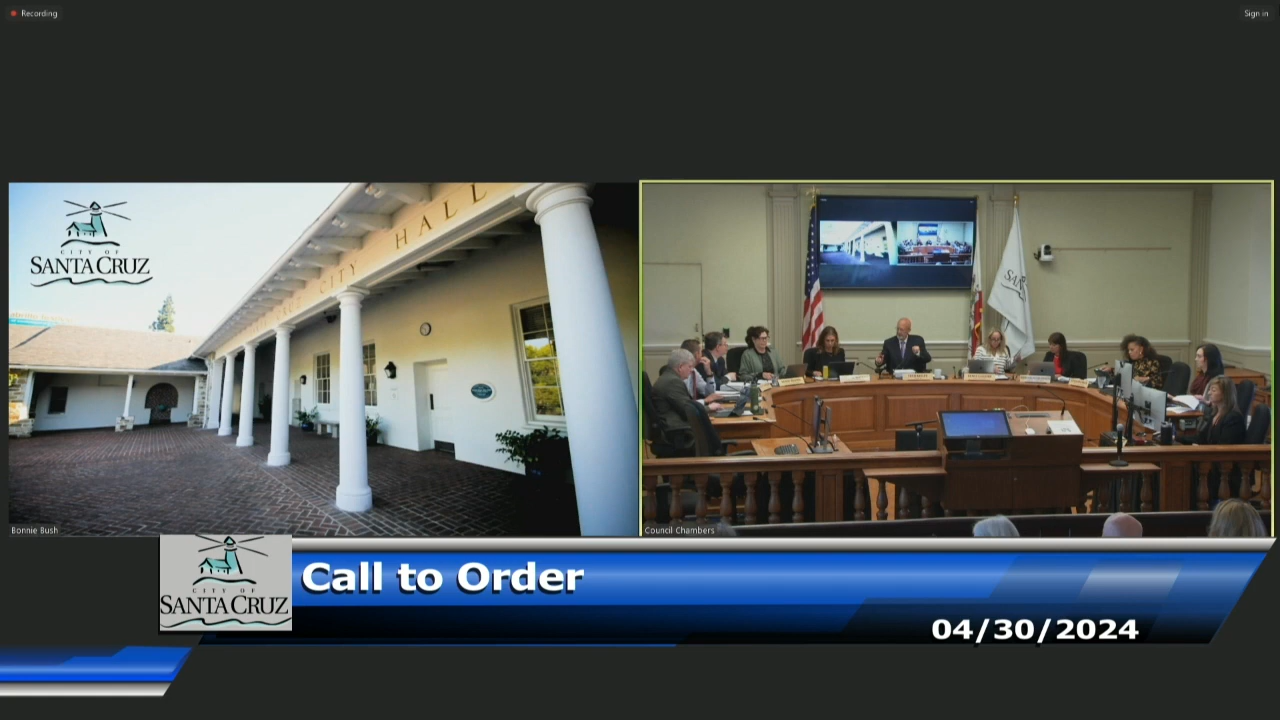 Recording
Sign in
CITY OF
SANTA CRUZ
CITY HALL
Bonnie Bush
Council Chambers
CITY OF
SANTA CRUZ
Call to Order
04/30/2024